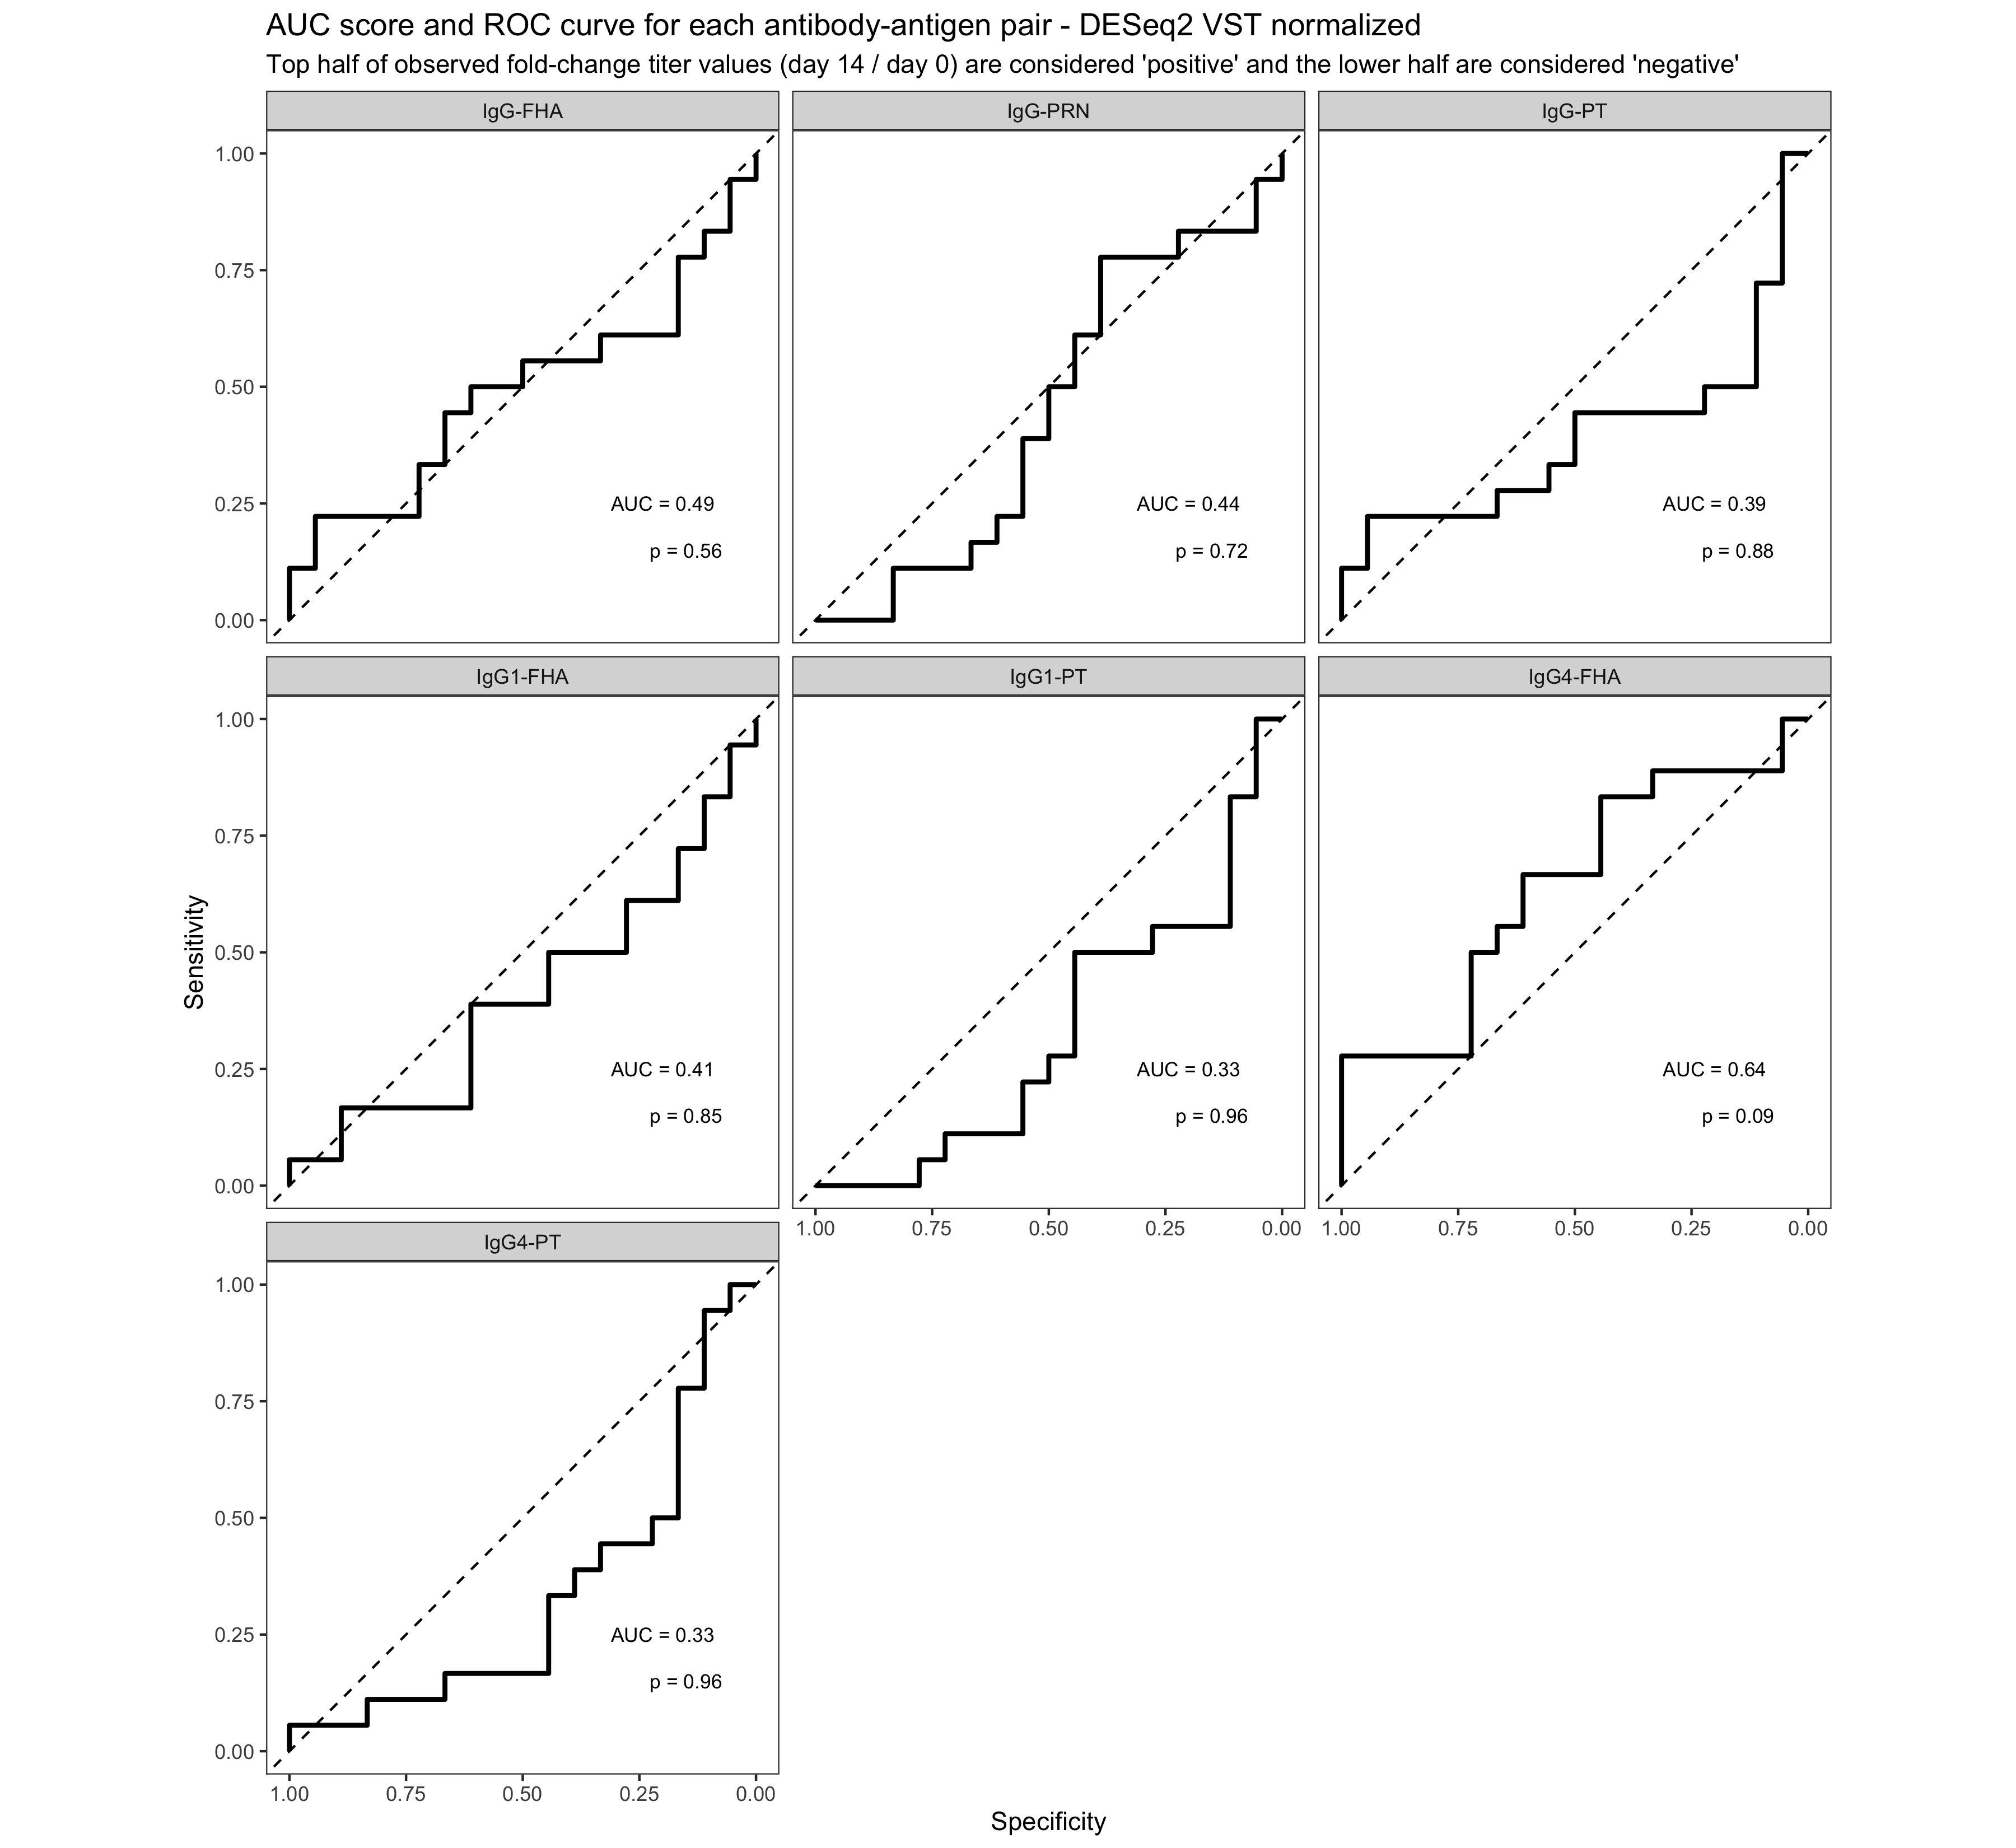 AUC score and ROC curve for each antibody-antigen pair - DESeq2 VST normalized
Top half of observed fold-change titer values (day 14 / day 0) are considered 'positive' and the lower half are considered 'negative'
IgG-FHA
IgG-PRN
IgG-PT
1.00
0.75
0.50
0.25
0.00
AUC = 0.49
p = 0.56
AUC = 0.44
p = 0.72
AUC = 0.39
p = 0.88
IgG1-FHA
IgG1-PT
IgG4-FHA
Sensitivity
1.00
0.75
0.50
0.25
0.00
AUC = 0.41
p = 0.85
AUC = 0.33
p = 0.96
AUC = 0.64
p = 0.09
1.00 0.75 0.50 0.25 0.00
1.00 0.75 0.50 0.25 0.00
IgG4-PT
1.00
0.75
0.50
0.25
0.00
AUC = 0.33
p = 0.96
1.00 0.75 0.50 0.25 0.00
Specificity